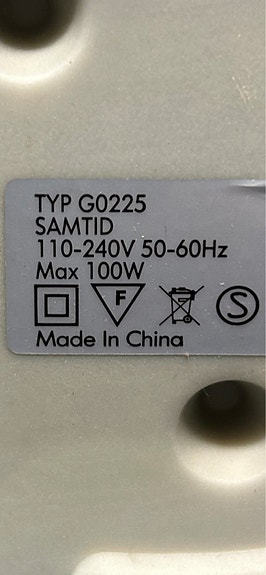 TYP G0225
SAMTID
110-240V 50-60Hz
Max 100W
F S
Made In China